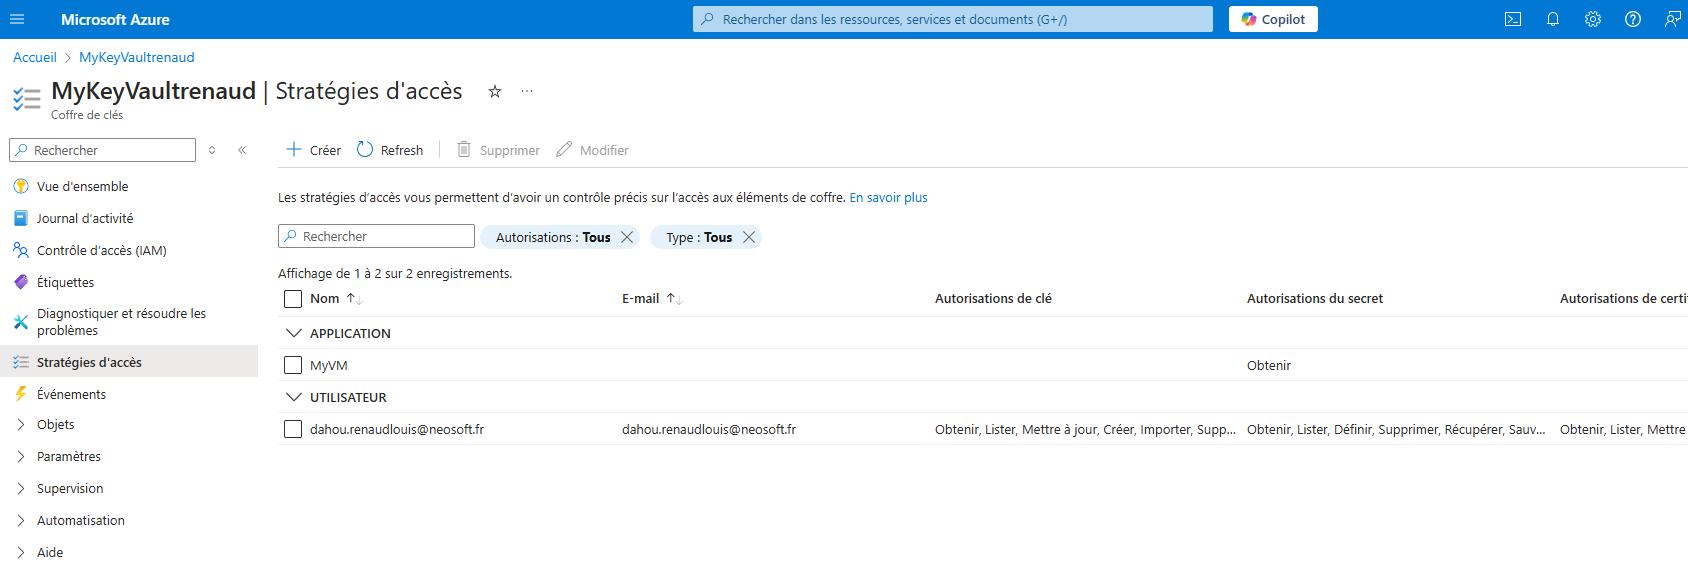 Microsoft Azure
Rechercher dans les ressources, services et documents (G+/)
Copilot
Accueil > MyKeyVaultrenaud
MyKeyVaultrenaud | Stratégies d'accès
Coffre de clés
Rechercher
Créer
Refresh
Supprimer
Modifier
Vue d'ensemble
Journal d'activité
Contrôle d'accès (IAM)
Étiquettes
Diagnostiquer et résoudre les
problèmes
Stratégies d'accès
Événements
Objets
Paramètres
Supervision
Automatisation
Aide
Les stratégies d'accès vous permettent d'avoir un contrôle précis sur l'accès aux éléments de coffre. En savoir plus
Rechercher
Autorisations : Tous
Type : Tous
Affichage de 1 à 2 sur 2 enregistrements.
Nom
E-mail
Autorisations de clé
Autorisations du secret
Autorisations de certi
APPLICATION
MyVM
Obtenir
UTILISATEUR
dahou.renaudlouis@neosoft.fr
dahou.renaudlouis@neosoft.fr
Obtenir, Lister, Mettre à jour, Créer, Importer, Supp...
Obtenir, Lister, Définir, Supprimer, Récupérer, Sauv...
Obtenir, Lister, Mettre